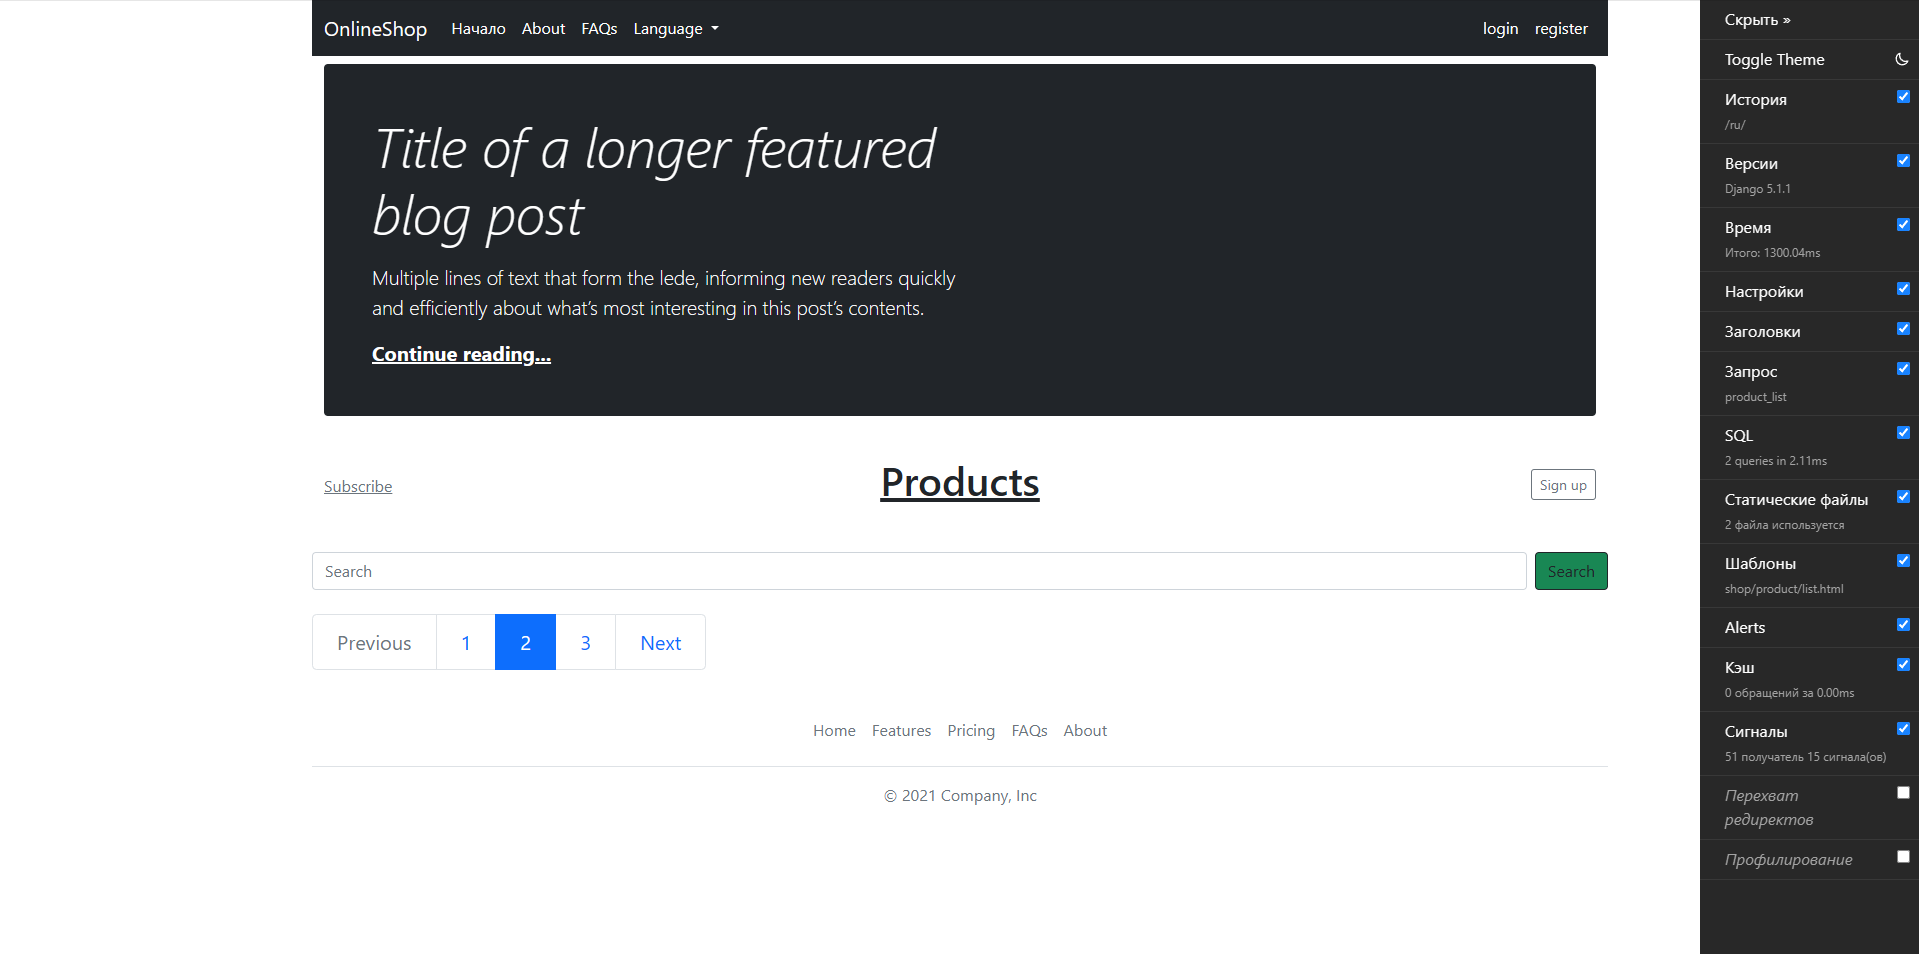 OnlineShop Начало About FAQs Language login register
Title of a longer featured
blog post
Multiple lines of text that form the lede, informing new readers quickly
and efficiently about what’s most interesting in this post’s contents.
Continue reading...
Subscribe Products Sign up
Search Search
Previous 1 2 3 Next
Home Features Pricing FAQs About
© 2021 Company, Inc
Скрыть »
Toggle Theme
История
/ru/
Версии
Django 5.1.1
Время
Итого: 1300.04ms
Настройки
Заголовки
Запрос
product_list
SQL
2 queries in 2.11ms
Статические файлы
2 файла используется
Шаблоны
shop/product/list.html
Alerts
Кэш
0 обращений за 0.00ms
Сигналы
51 получатель 15 сигнала(ов)
Перехват
редиректов
Профилирование